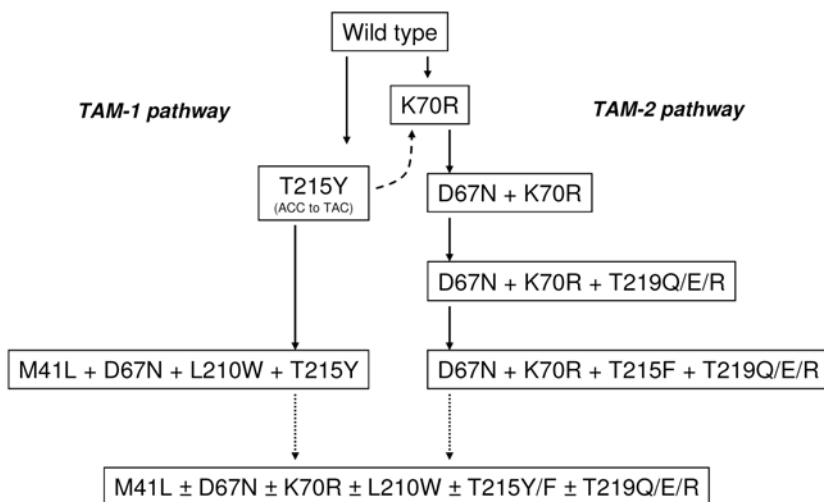 Wild type
TAM-1 pathway
K70R
TAM-2 pathway
T215Y
(ACC to TAC)
D67N + K70R
D67N + K70R + T219Q/E/R
M41L + D67N + L210W + T215Y
D67N + K70R + T215F + T219Q/E/R
M41L ± D67N ± K70R ± L210W ± T215Y/F ± T219Q/E/R